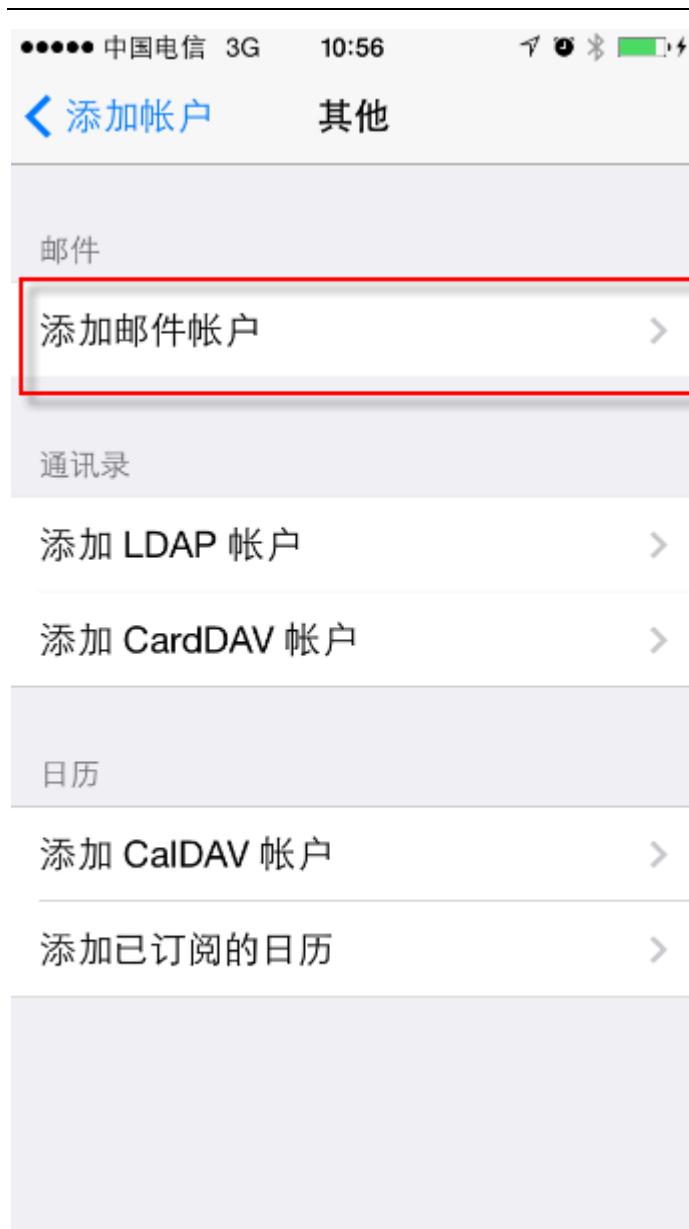 中国电信 3G 10:56
添加帐户 其他
邮件
添加邮件帐户
通讯录
添加 LDAP 帐户
添加 CardDAV 帐户
日历
添加 CalDAV 帐户
添加已订阅的日历